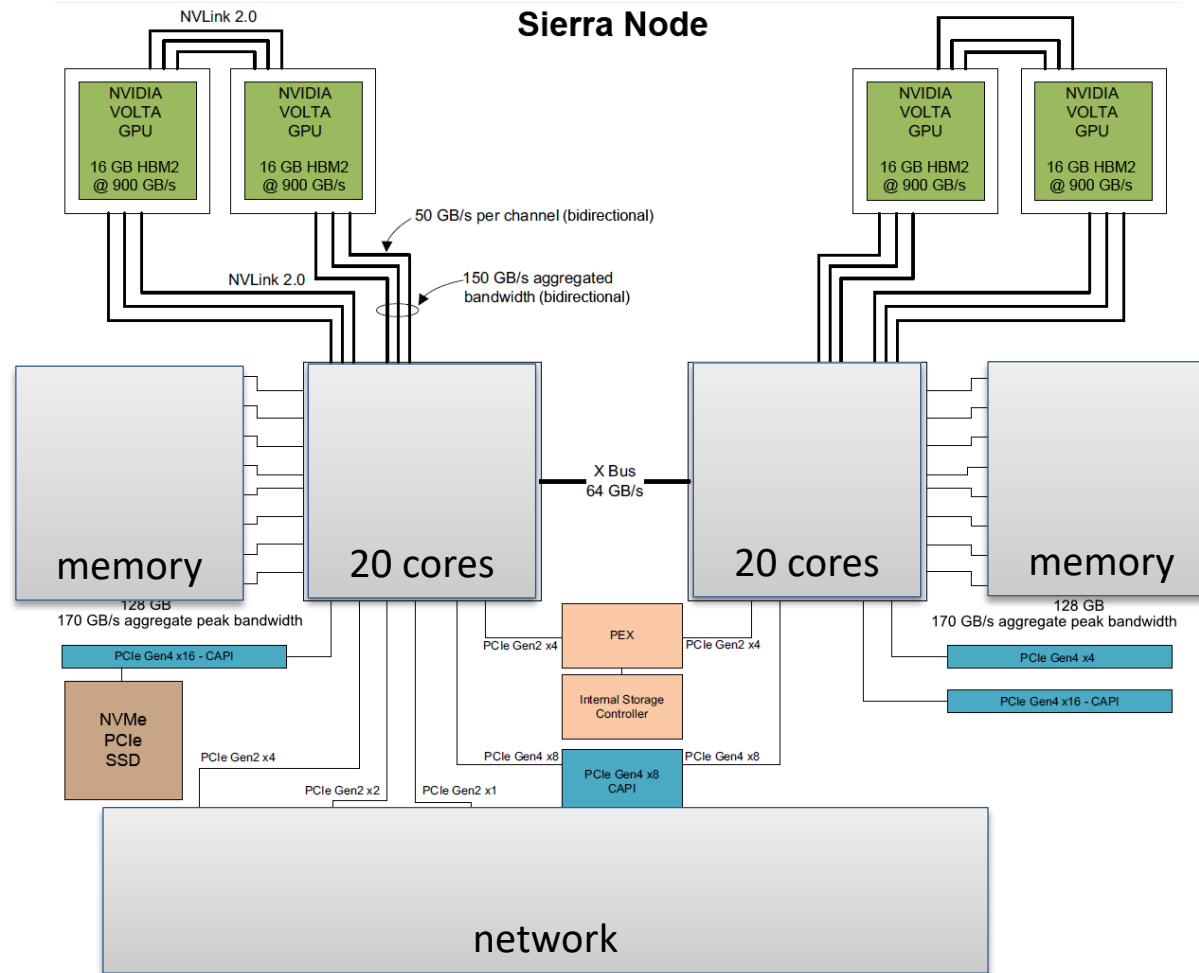 Sierra Node
NVLink 2.0
NVIDIA
VOLTA
GPU
16 GB HBM2
@ 900 GB/s
NVIDIA
VOLTA
GPU
16 GB HBM2
@ 900 GB/s
NVIDIA
VOLTA
GPU
16 GB HBM2
@ 900 GB/s
NVIDIA
VOLTA
GPU
16 GB HBM2
@ 900 GB/s
50 GB/s per channel (bidirectional)
NVLink 2.0
150 GB/s aggregated
bandwidth (bidirectional)
X Bus
64 GB/s
memory
20 cores
20 cores
memory
128 GB
170 GB/s aggregate peak bandwidth
128 GB
170 GB/s aggregate peak bandwidth
PCIe Gen4 x16 - CAPI
NVMe
PCIe
SSD
PCIe Gen2 x4
PEX
PCIe Gen2 x4
Internal Storage
Controller
PCIe Gen4 x4
PCIe Gen4 x16 - CAPI
PCIe Gen2 x4
PCIe Gen2 x2
PCIe Gen2 x1
PCIe Gen4 x8
PCIe Gen4 x8
CAPI
PCIe Gen4 x8
network